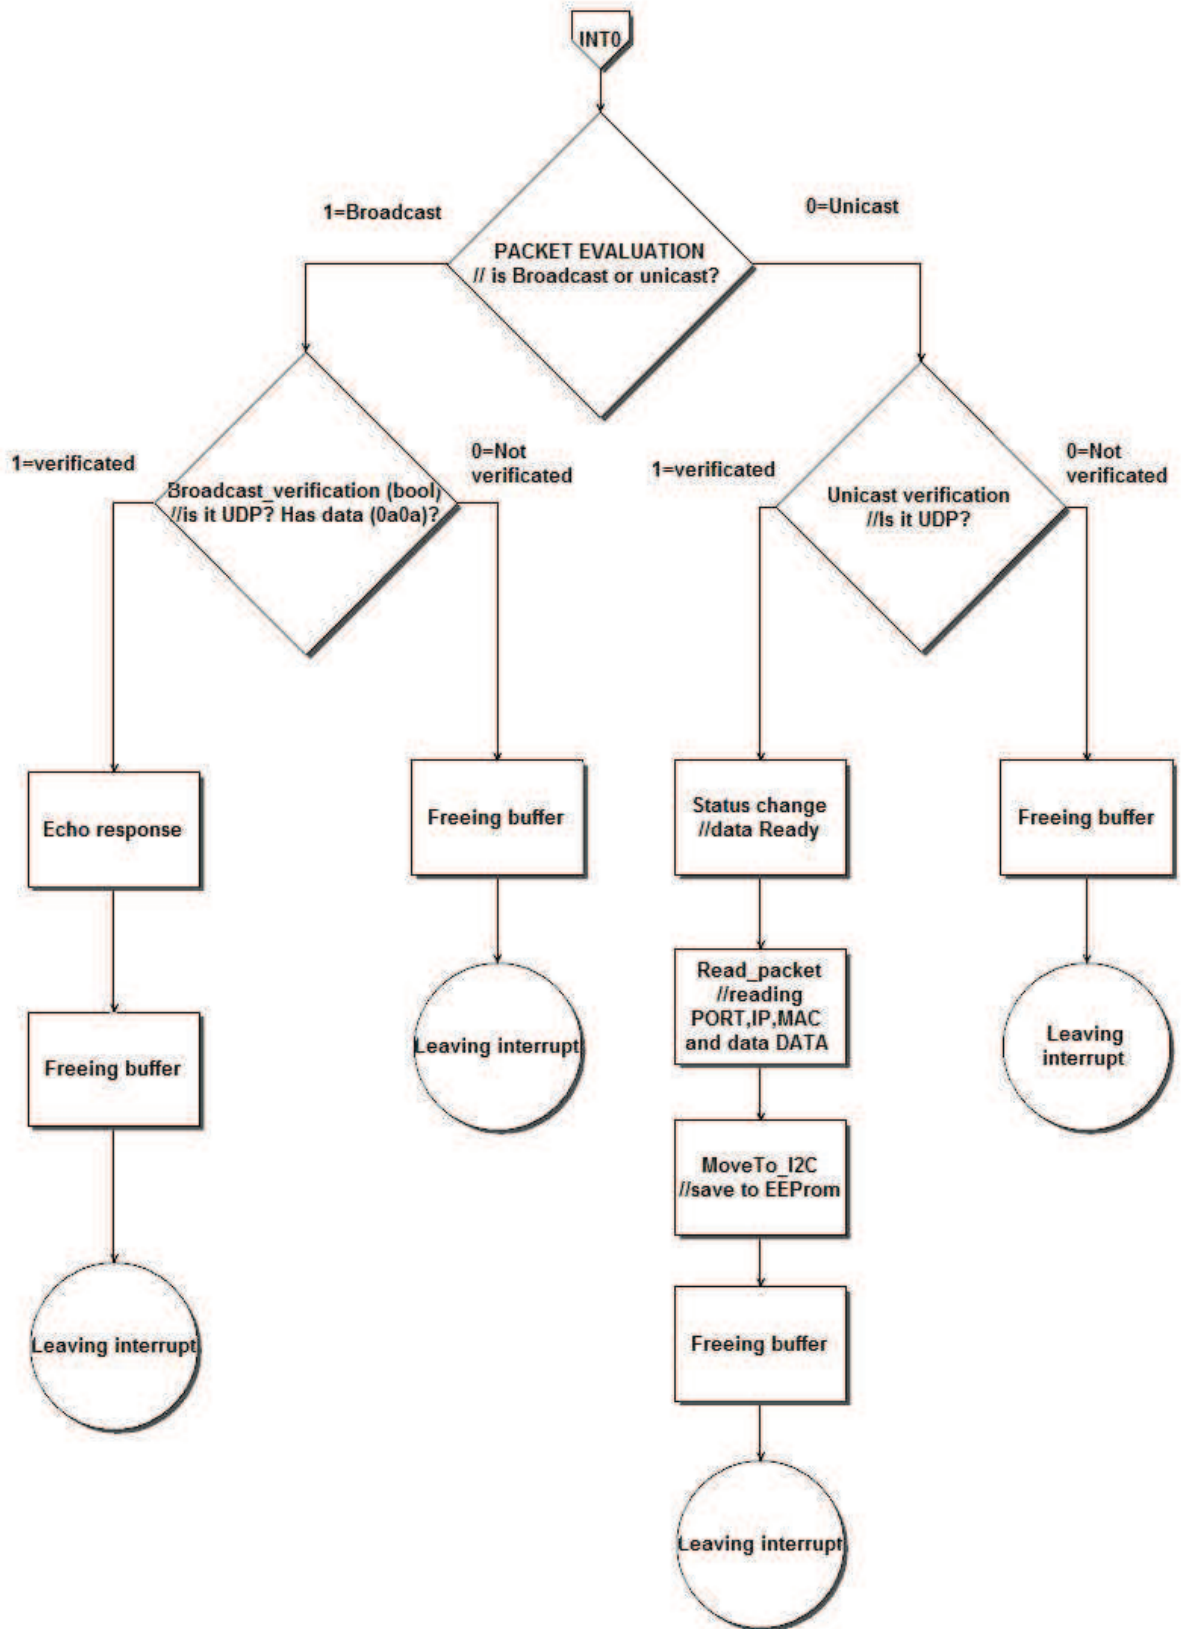 INT0
1=Broadcast
0=Unicast
PACKET EVALUATION
// is Broadcast or unicast?
1=verificated
0=Not
verificated
Broadcast_verification (bool)
//is it UDP? Has data (0a0a)?
1=verificated
0=Not
verificated
Unicast verification
//Is it UDP?
Echo response
Freeing buffer
Status change
//data Ready
Freeing buffer
Read_packet
//reading
PORT,IP,MAC
and data DATA
Leaving interrupt
Leaving
interrupt
Freeing buffer
MoveTo_I2C
//save to EEProm
Leaving interrupt
Freeing buffer
Leaving interrupt